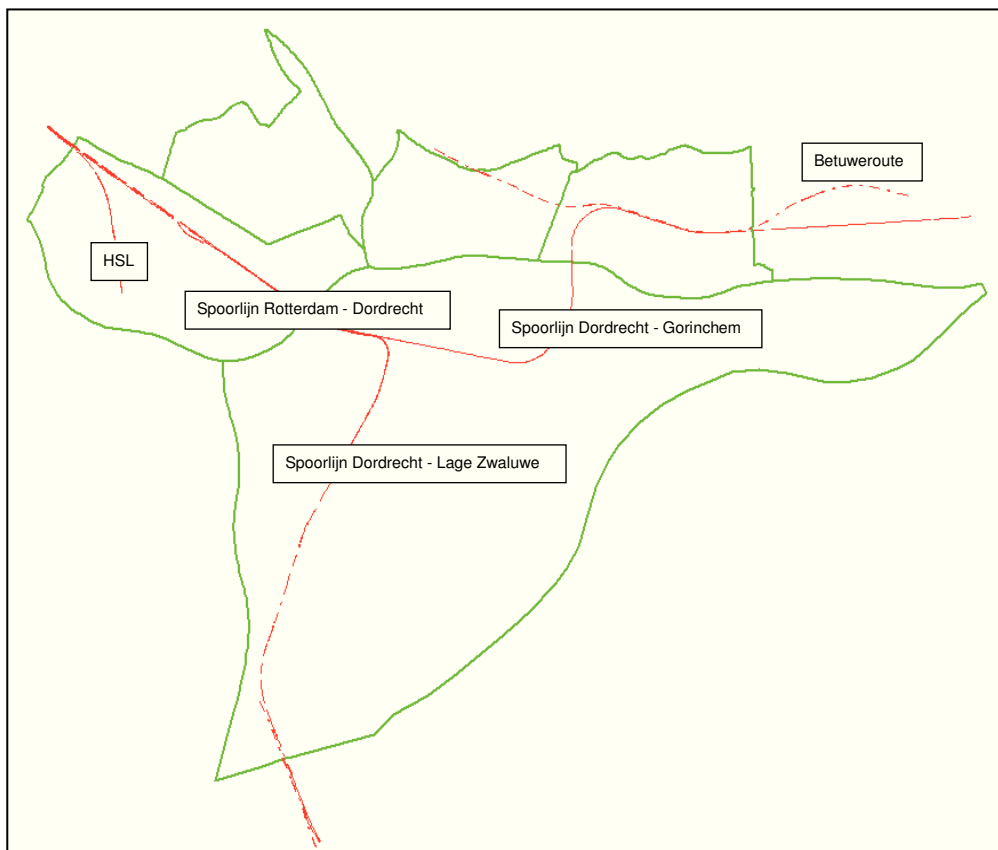 Betuweroute
HSL
Spoorlijn Rotterdam - Dordrecht
Spoorlijn Dordrecht - Gorinchem
Spoorlijn Dordrecht - Lage Zwaluwe